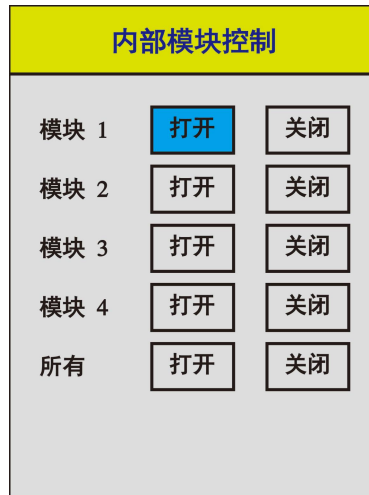 内部模块控制
模块 1 打开 关闭
模块 2 打开 关闭
模块 3 打开 关闭
模块 4 打开 关闭
所有 打开 关闭